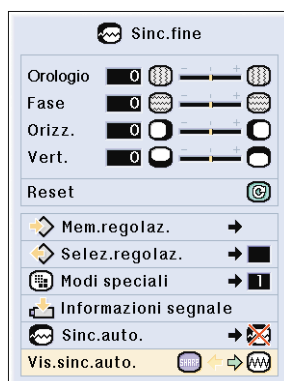 Sinc.fine
Orologio 0 - +
Fase 0 - +
Orizz. 0 - +
Vert. 0 - +
Reset
Mem.regolaz.
Selez.regolaz.
Modi speciali 1
Informazioni segnale
Sinc.auto.
Vis.sinc.auto.